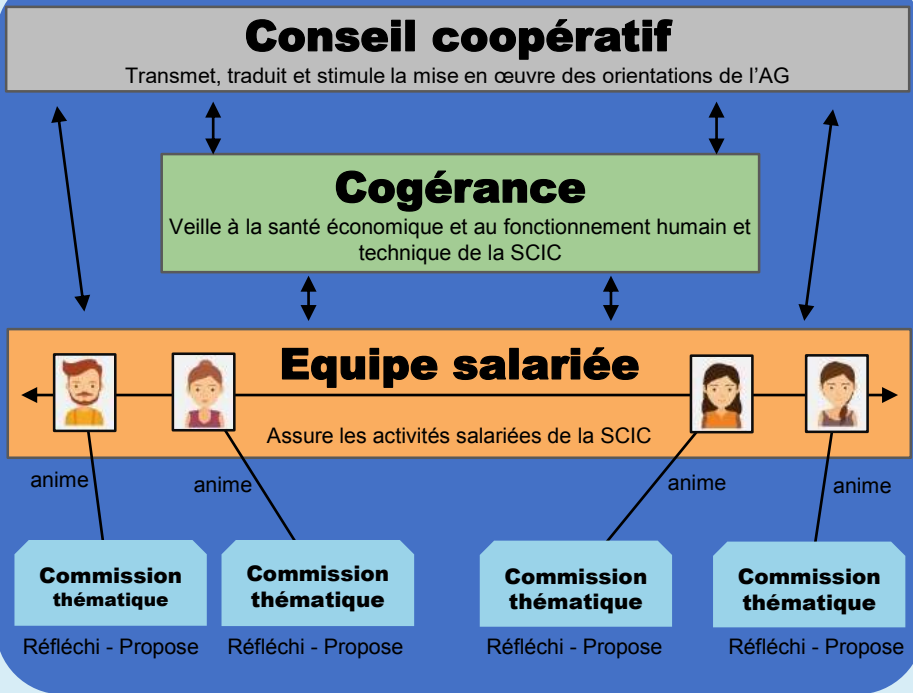 Conseil coopératif
Transmet, traduit et stimule la mise en œuvre des orientations de l'AG
Cogérance
Veille à la santé économique et au fonctionnement humain et
technique de la SCIC
Equipe salariée
Assure les activités salariées de la SCIC
anime
anime
anime
anime
Commission
thématique
Commission
thématique
Commission
thématique
Commission
thématique
Réfléchi - Propose
Réfléchi - Propose
Réfléchi - Propose
Réfléchi - Propose